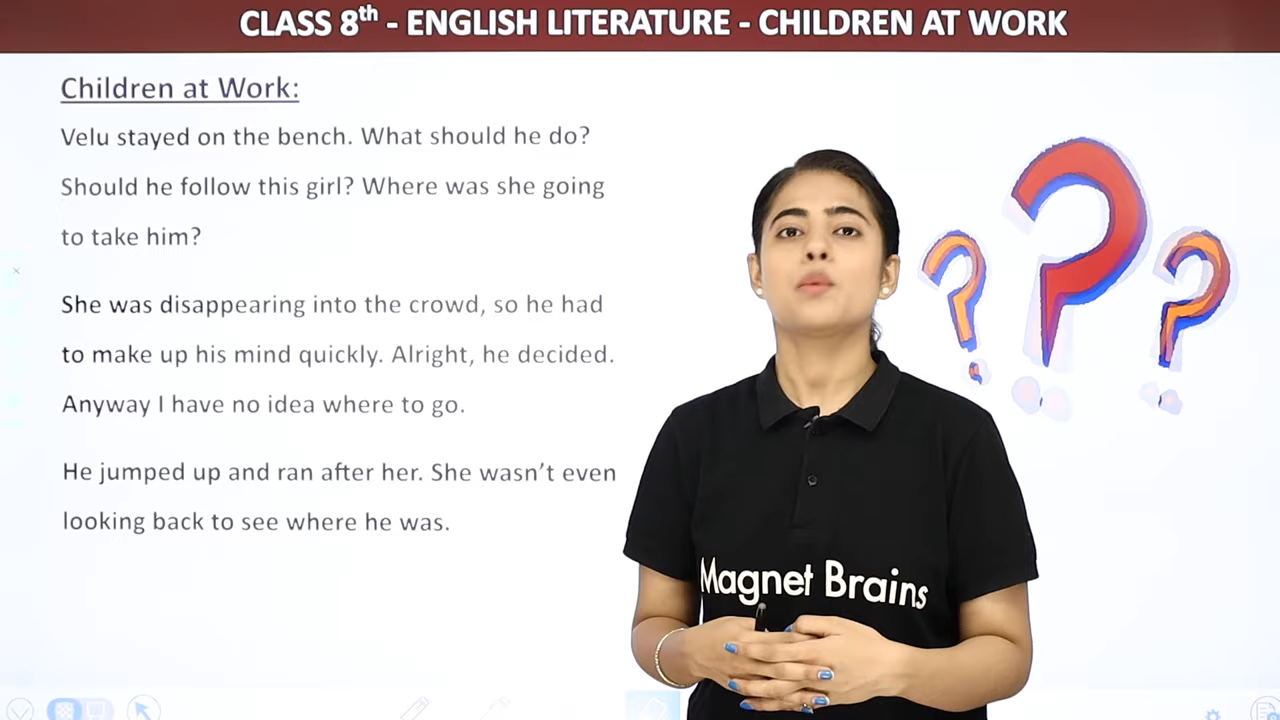 CLASS 8th - ENGLISH LITERATURE - CHILDREN AT WORK
Children at Work:
Velu stayed on the bench. What should he do?
Should he follow this girl? Where was she going
to take him?
She was disappearing into the crowd, so he had
to make up his mind quickly. Alright, he decided.
Anyway I have no idea where to go.
He jumped up and ran after her. She wasn’t even
looking back to see where he was.
Magnet Brains